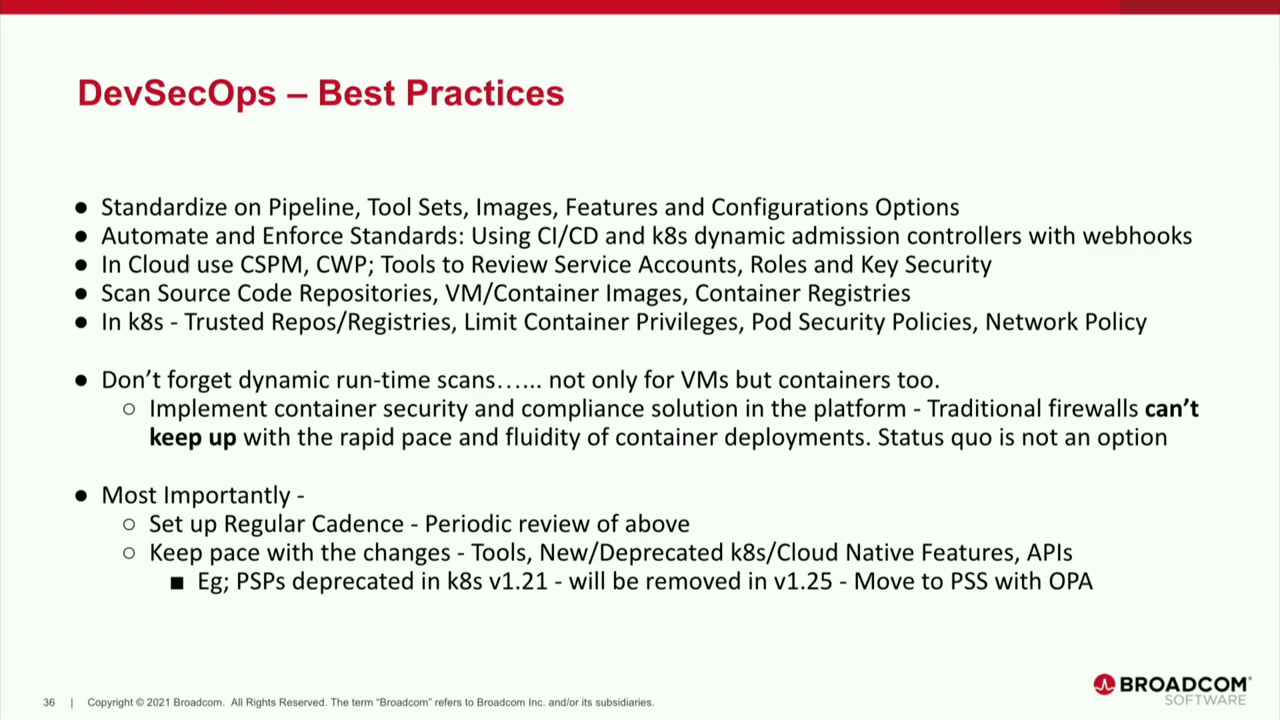 DevSecOps – Best Practices
● Standardize on Pipeline, Tool Sets, Images, Features and Configurations Options
● Automate and Enforce Standards: Using CI/CD and k8s dynamic admission controllers with webhooks
● In Cloud use CSPM, CWP; Tools to Review Service Accounts, Roles and Key Security
● Scan Source Code Repositories, VM/Container Images, Container Registries
● In k8s - Trusted Repos/Registries, Limit Container Privileges, Pod Security Policies, Network Policy
● Don’t forget dynamic run-time scans…... not only for VMs but containers too.
○ Implement container security and compliance solution in the platform - Traditional firewalls can’t
keep up with the rapid pace and fluidity of container deployments. Status quo is not an option
● Most Importantly -
○ Set up Regular Cadence - Periodic review of above
○ Keep pace with the changes - Tools, New/Deprecated k8s/Cloud Native Features, APIs
■ Eg; PSPs deprecated in k8s v1.21 - will be removed in v1.25 - Move to PSS with OPA
36 | Copyright © 2021 Broadcom. All Rights Reserved. The term “Broadcom” refers to Broadcom Inc. and/or its subsidiaries.
BROADCOM®
SOFTWARE